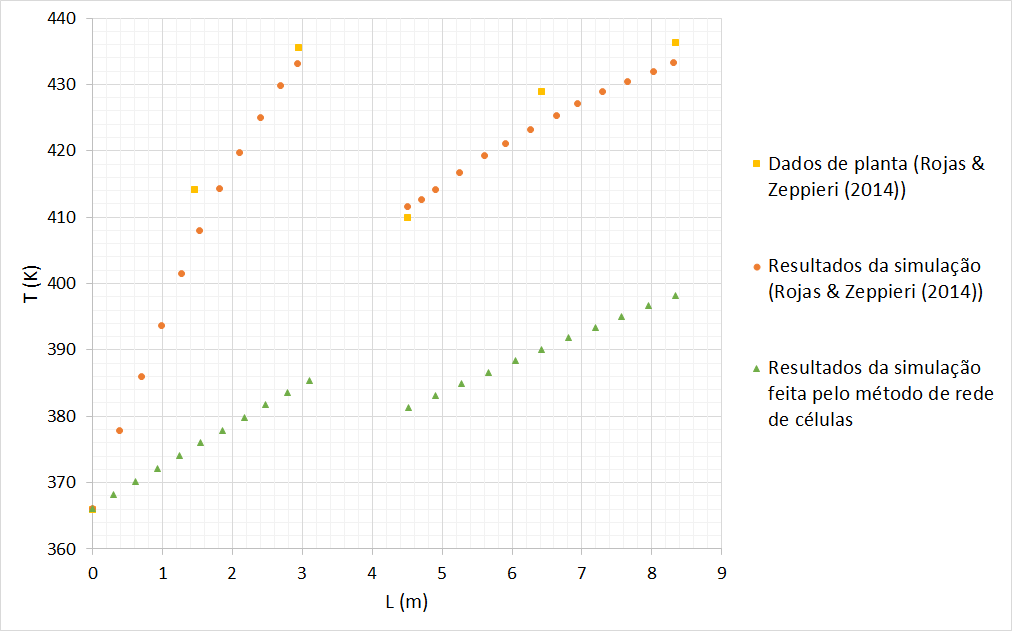 440
430
420
410
400
390
380
370
360
T (K)
0 1 2 3 4 5 6 7 8 9
L (m)
Dados de planta (Rojas &
Zeppieri (2014))
Resultados da simulação
(Rojas & Zeppieri (2014))
Resultados da simulação
feita pelo método de rede
de células